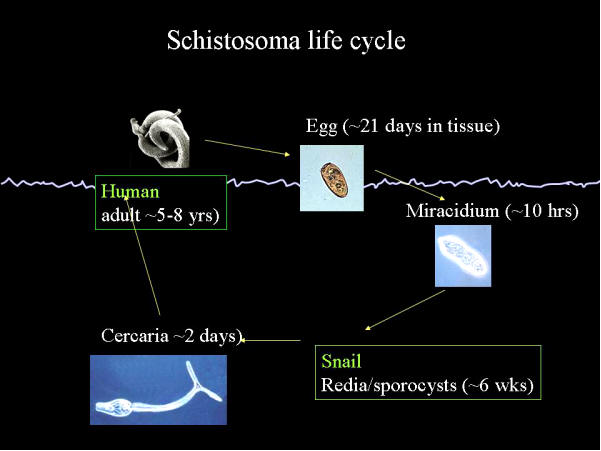 Schistosoma life cycle
Egg (~21 days in tissue)
Human
adult ~5-8 yrs)
Miracidium (~10 hrs)
Cercaria ~2 days)
Snail
Redia/sporocysts (~6 wks)